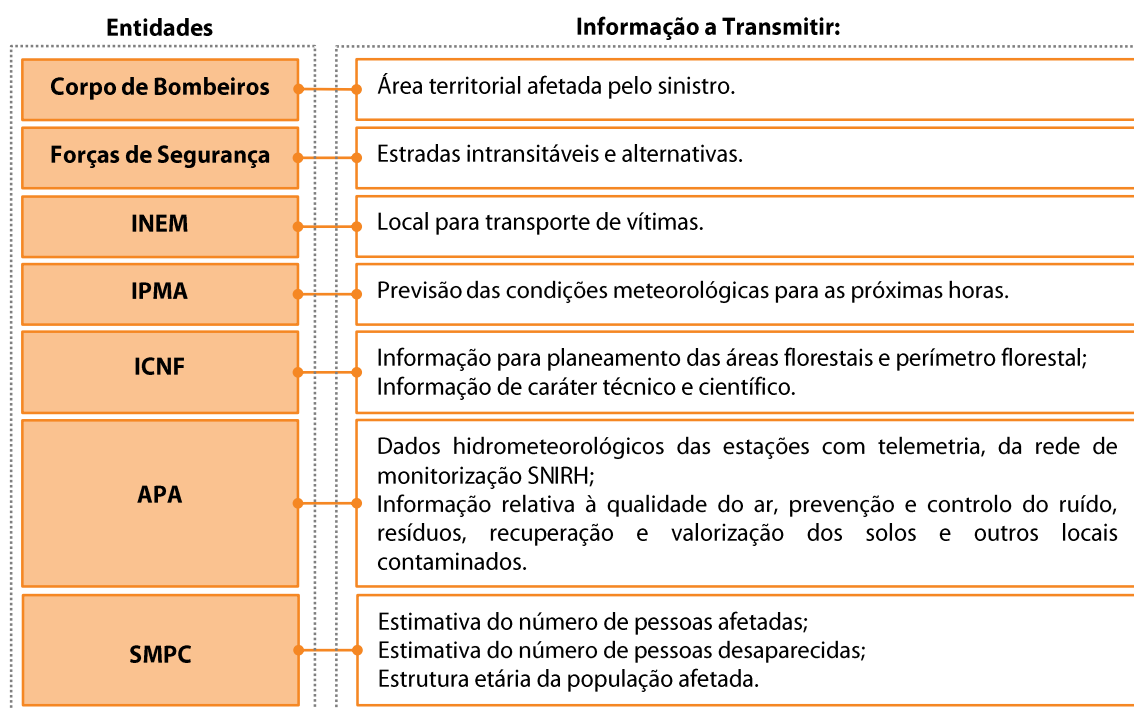 Entidades
Informação a Transmitir:
Corpo de Bombeiros
Área territorial afetada pelo sinistro.
Forças de Segurança
Estradas intransitáveis e alternativas.
INEM
Local para transporte de vítimas.
IPMA
Previsão das condições meteorológicas para as próximas horas.
ICNF
Informação para planeamento das áreas florestais e perímetro florestal;
Informação de caráter técnico e científico.
APA
Dados hidrometeorológicos das estações com telemetria, da rede de
monitorização SNIRH;
Informação relativa à qualidade do ar, prevenção e controlo do ruído,
resíduos, recuperação e valorização dos solos e outros locais
contaminados.
SMPC
Estimativa do número de pessoas afetadas;
Estimativa do número de pessoas desaparecidas;
Estrutura etária da população afetada.